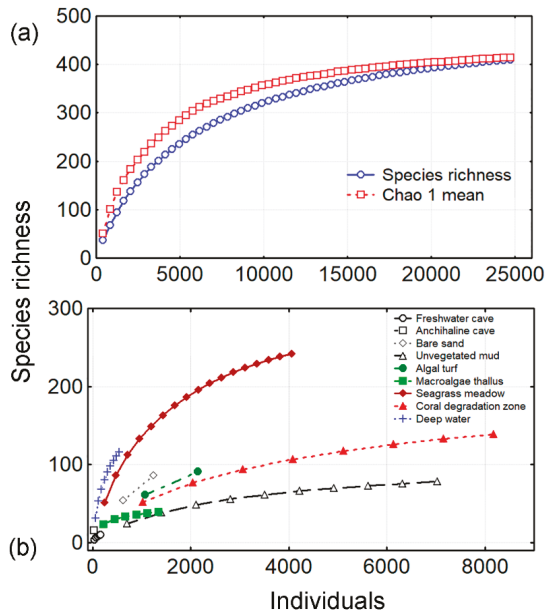 (a)
500
400
300
200
100
0
Species richness
Chao 1 mean
0 5000 10000 15000 20000 25000
Species richness
300
200
100
0
Freshwater cave
Anchihaline cave
Bare sand
Unvegetated mud
Algal turf
Macroalgae thallus
Seagrass meadow
Coral degradation zone
Deep water
(b)
0 2000 4000 6000 8000
Individuals